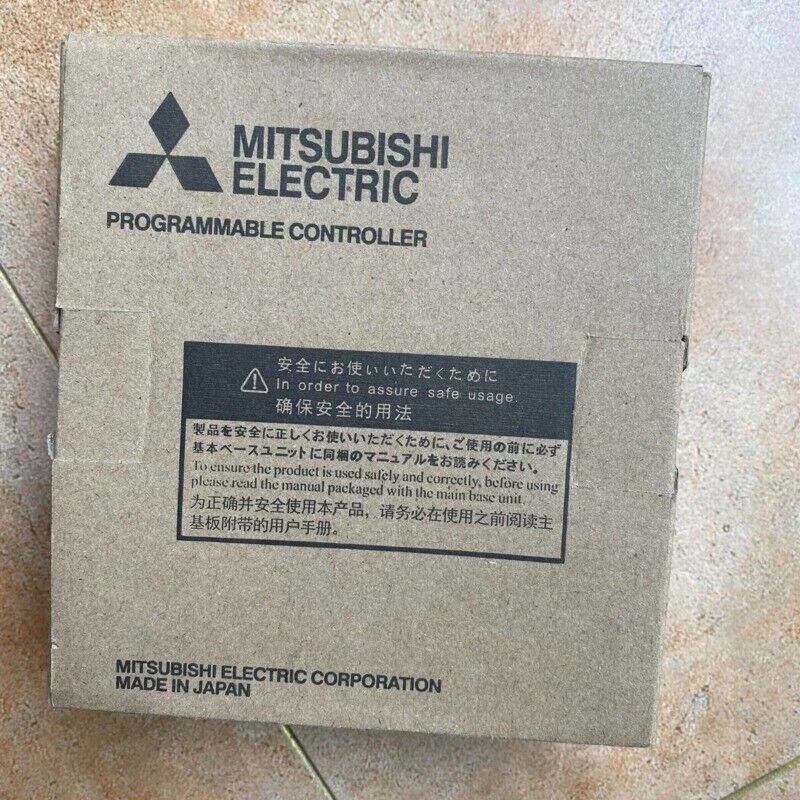 MITSUBISHI
ELECTRIC
PROGRAMMABLE CONTROLLER
安全にお使いいただくために
In order to assure safe usage.
确保安全的用法
製品を安全に正しくお使いいただくために、ご使用の前に必ず
基本ベースユニットに同梱のマニュアルをお読みください。
To ensure the product is used safely and correctly, before using
please read the manual packaged with the main base unit.
为正确并安全使用本产品，请务必在使用之前阅读主
基板附带的用户手册。
MITSUBISHI ELECTRIC CORPORATION
MADE IN JAPAN